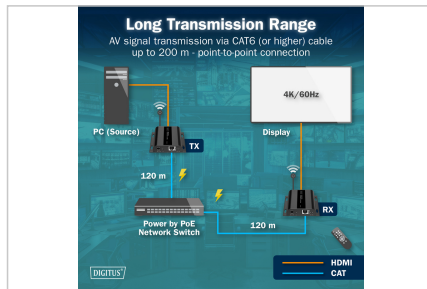 Long Transmission Range
AV signal transmission via CAT6 (or higher) cable
up to 200 m - point-to-point connection
4K/60Hz
PC (Source)
Display
TX
120 m
RX
Power by PoE
Network Switch
120 m
HDMI
CAT
DIGITUS®